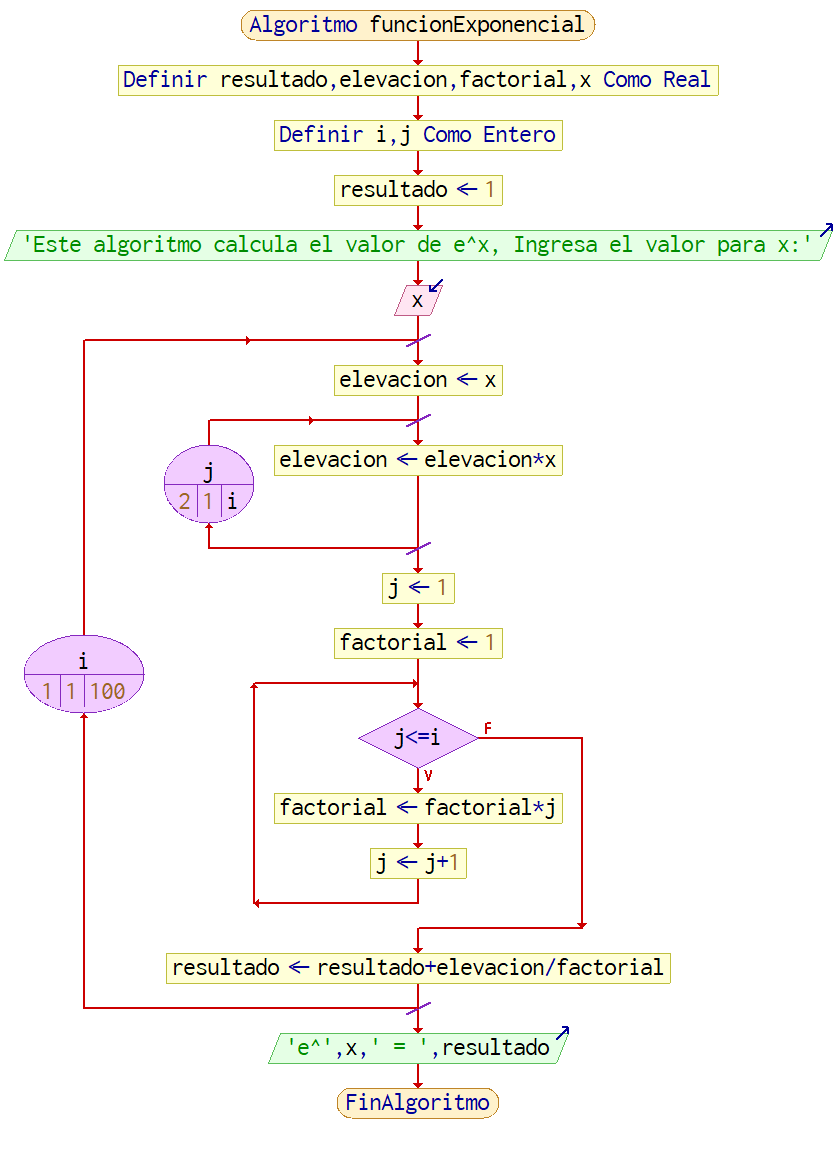 Algoritmo funcionExponencial
Definir resultado,elevacion,factorial,x Como Real
Definir i,j Como Entero
resultado ← 1
'Este algoritmo calcula el valor de e^x, Ingresa el valor para x:'
x
elevacion ← x
elevacion ← elevacion*x
j
2 1 i
j ← 1
factorial ← 1
i
1 1 100
j<=i
F
V
factorial ← factorial*j
j ← j+1
resultado ← resultado+elevacion/factorial
'e^',x,' = ',resultado
FinAlgoritmo